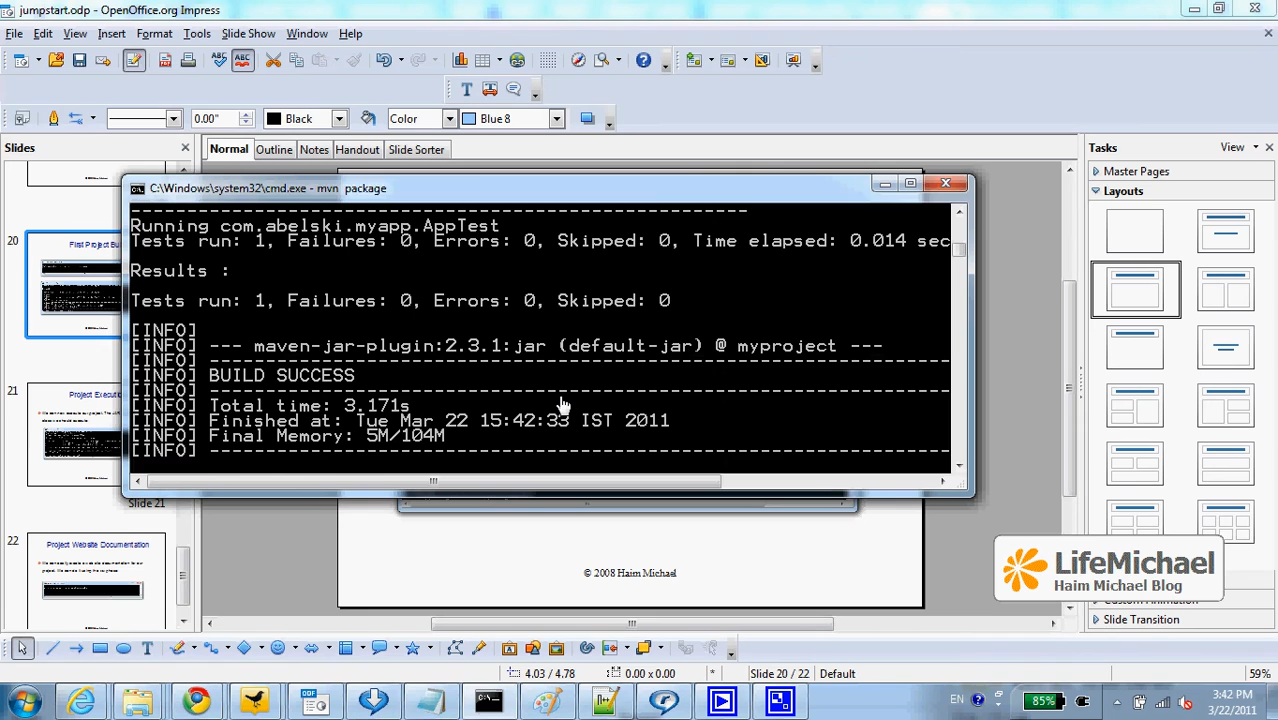 jumpstart.odp - OpenOffice.org Impress
File Edit View Insert Format Tools Slide Show Window Help
0.00" Black Color Blue 8
Slides
Normal Outline Notes Handout Slide Sorter
Tasks View
Master Pages
Layouts
C:\Windows\system32\cmd.exe - mvn package
-------------------------------------------------------
Running com.abelski.myapp.AppTest
Tests run: 1, Failures: 0, Errors: 0, Skipped: 0, Time elapsed: 0.014 sec
Results :
Tests run: 1, Failures: 0, Errors: 0, Skipped: 0
[INFO]
[INFO] --- maven-jar-plugin:2.3.1:jar (default-jar) @ myproject ---
[INFO] ------------------------------------------------------------------------
[INFO] BUILD SUCCESS
[INFO] ------------------------------------------------------------------------
[INFO] Total time: 3.171s
[INFO] Finished at: Tue Mar 22 15:42:33 IST 2011
[INFO] Final Memory: 5M/104M
[INFO] ------------------------------------------------------------------------
20
First Project Bu
21
Project Execut
Slide 21
22
Project Website Documentation
© 2008 Haim Michael
LifeMichael
Haim Michael Blog
Custom Animation
Slide Transition
4.03 / 4.78 0.00 x 0.00 * Slide 20 / 22 Default 59%
EN 85% 3:42 PM
3/22/2011